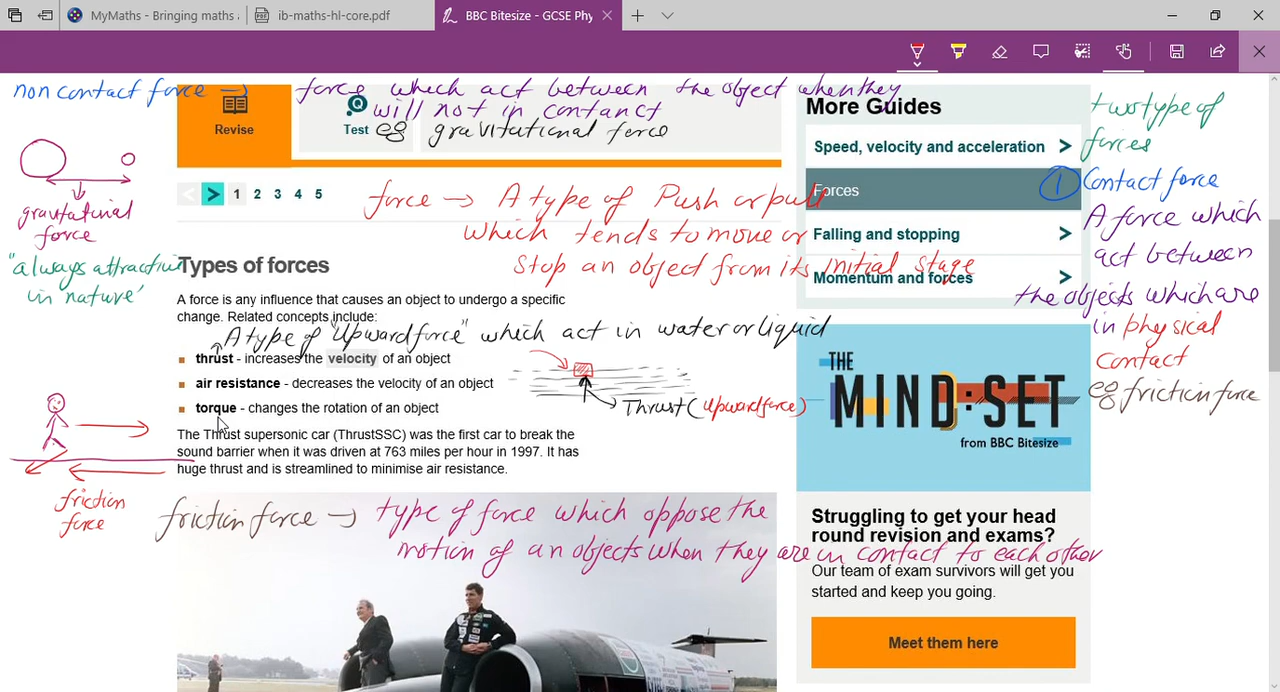 MyMaths - Bringing maths a
ib-maths-hl-core.pdf
BBC Bitesize - GCSE Phy
non contact force → force which act between the object when they
will not in contanct
eg gravitational force
Revise
Test
More Guides
Speed, velocity and acceleration
Forces
Falling and stopping
Momentum and forces
two type of
forces
① Contact force
A force which
act between
the objects which are
in physical
contact
eg friction force
gravtational
force
"always attractive
in nature"
1 2 3 4 5
force → A type of Push or pull
which tends to move or
stop an object from its initial stage
Types of forces
A force is any influence that causes an object to undergo a specific
change. Related concepts include:
A type of "Upward force" which act in water or liquid
thrust - increases the velocity of an object
air resistance - decreases the velocity of an object
torque - changes the rotation of an object
Thrust (Upward force)
The Thrust supersonic car (ThrustSSC) was the first car to break the
sound barrier when it was driven at 763 miles per hour in 1997. It has
huge thrust and is streamlined to minimise air resistance.
friction
force
friction force → type of force which oppose the
motion of an objects when they are in contact to each other
THE
MIND:SET
from BBC Bitesize
Struggling to get your head
round revision and exams?
Our team of exam survivors will get you
started and keep you going.
Meet them here